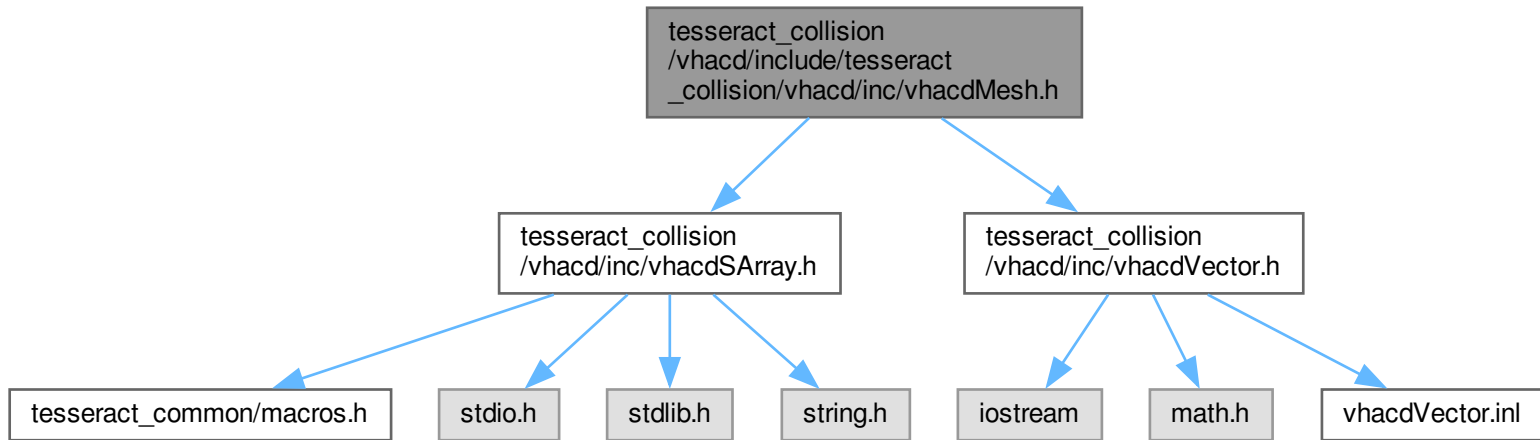 tesseract_collision
/vhacd/include/tesseract
_collision/vhacd/inc/vhacdMesh.h
tesseract_collision
/vhacd/inc/vhacdSArray.h
tesseract_collision
/vhacd/inc/vhacdVector.h
tesseract_common/macros.h
stdio.h
stdlib.h
string.h
iostream
math.h
vhacdVector.inl